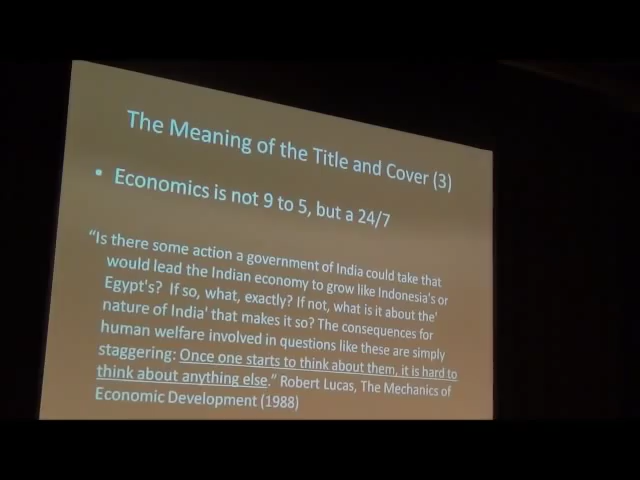 The Meaning of the Title and Cover (3)
• Economics is not 9 to 5, but a 24/7
“Is there some action a government of India could take that
would lead the Indian economy to grow like Indonesia's or
Egypt's? If so, what, exactly? If not, what is it about the'
nature of India' that makes it so? The consequences for
human welfare involved in questions like these are simply
staggering: Once one starts to think about them, it is hard to
think about anything else.” Robert Lucas, The Mechanics of
Economic Development (1988)